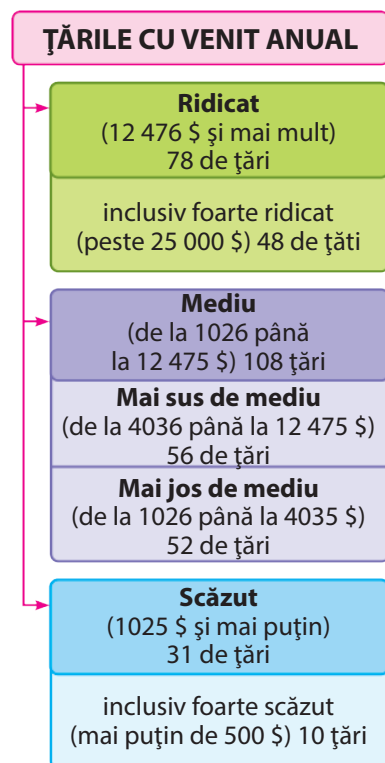 ŢĂRILE CU VENIT ANUAL
Ridicat
(12 476 $ şi mai mult)
78 de ţări
inclusiv foarte ridicat
(peste 25 000 $) 48 de ţăti
Mediu
(de la 1026 până
la 12 475 $) 108 ţări
Mai sus de mediu
(de la 4036 până la 12 475 $)
56 de ţări
Mai jos de mediu
(de la 1026 până la 4035 $)
52 de ţări
Scăzut
(1025 $ şi mai puţin)
31 de ţări
inclusiv foarte scăzut
(mai puţin de 500 $) 10 ţări